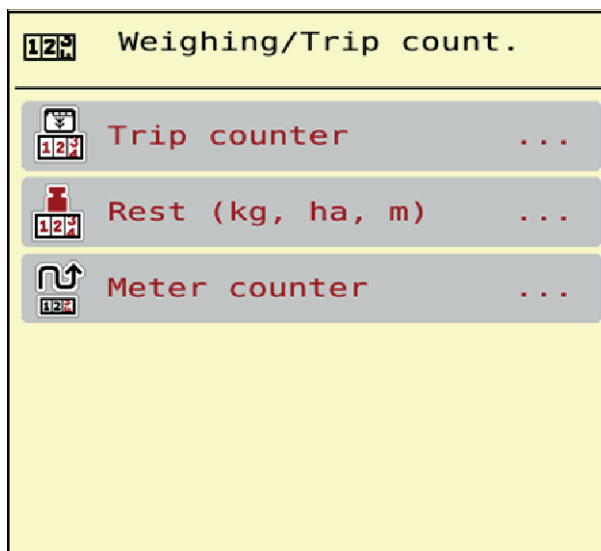 Weighing/Trip count.
Trip counter ...
Rest (kg, ha, m) ...
Meter counter ...